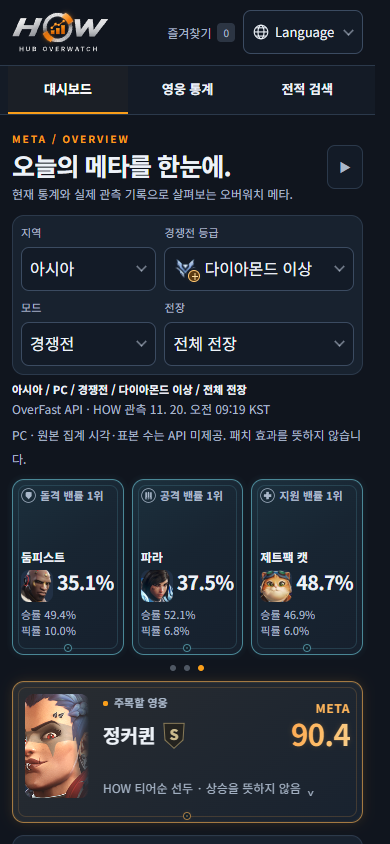 HOW
HUB OVERWATCH
즐겨찾기 0
Language
대시보드 영웅 통계 전적 검색
META / OVERVIEW
오늘의 메타를 한눈에.
현재 통계와 실제 관측 기록으로 살펴보는 오버워치 메타.
지역 경쟁전 등급
아시아 다이아몬드 이상
모드 전장
경쟁전 전체 전장
아시아 / PC / 경쟁전 / 다이아몬드 이상 / 전체 전장
OverFast API · HOW 관측 11. 20. 오전 09:19 KST
PC · 원본 집계 시각·표본 수는 API 미제공. 패치 효과를 뜻하지 않습니
다.
돌격 밴률 1위 공격 밴률 1위 지원 밴률 1위
둠피스트 파라 제트팩 캣
35.1% 37.5% 48.7%
승률 49.4% 승률 52.1% 승률 46.9%
픽률 10.0% 픽률 6.8% 픽률 6.0%
주목할 영웅
META
정커퀸 S 90.4
HOW 티어순 선두 · 상승을 뜻하지 않음